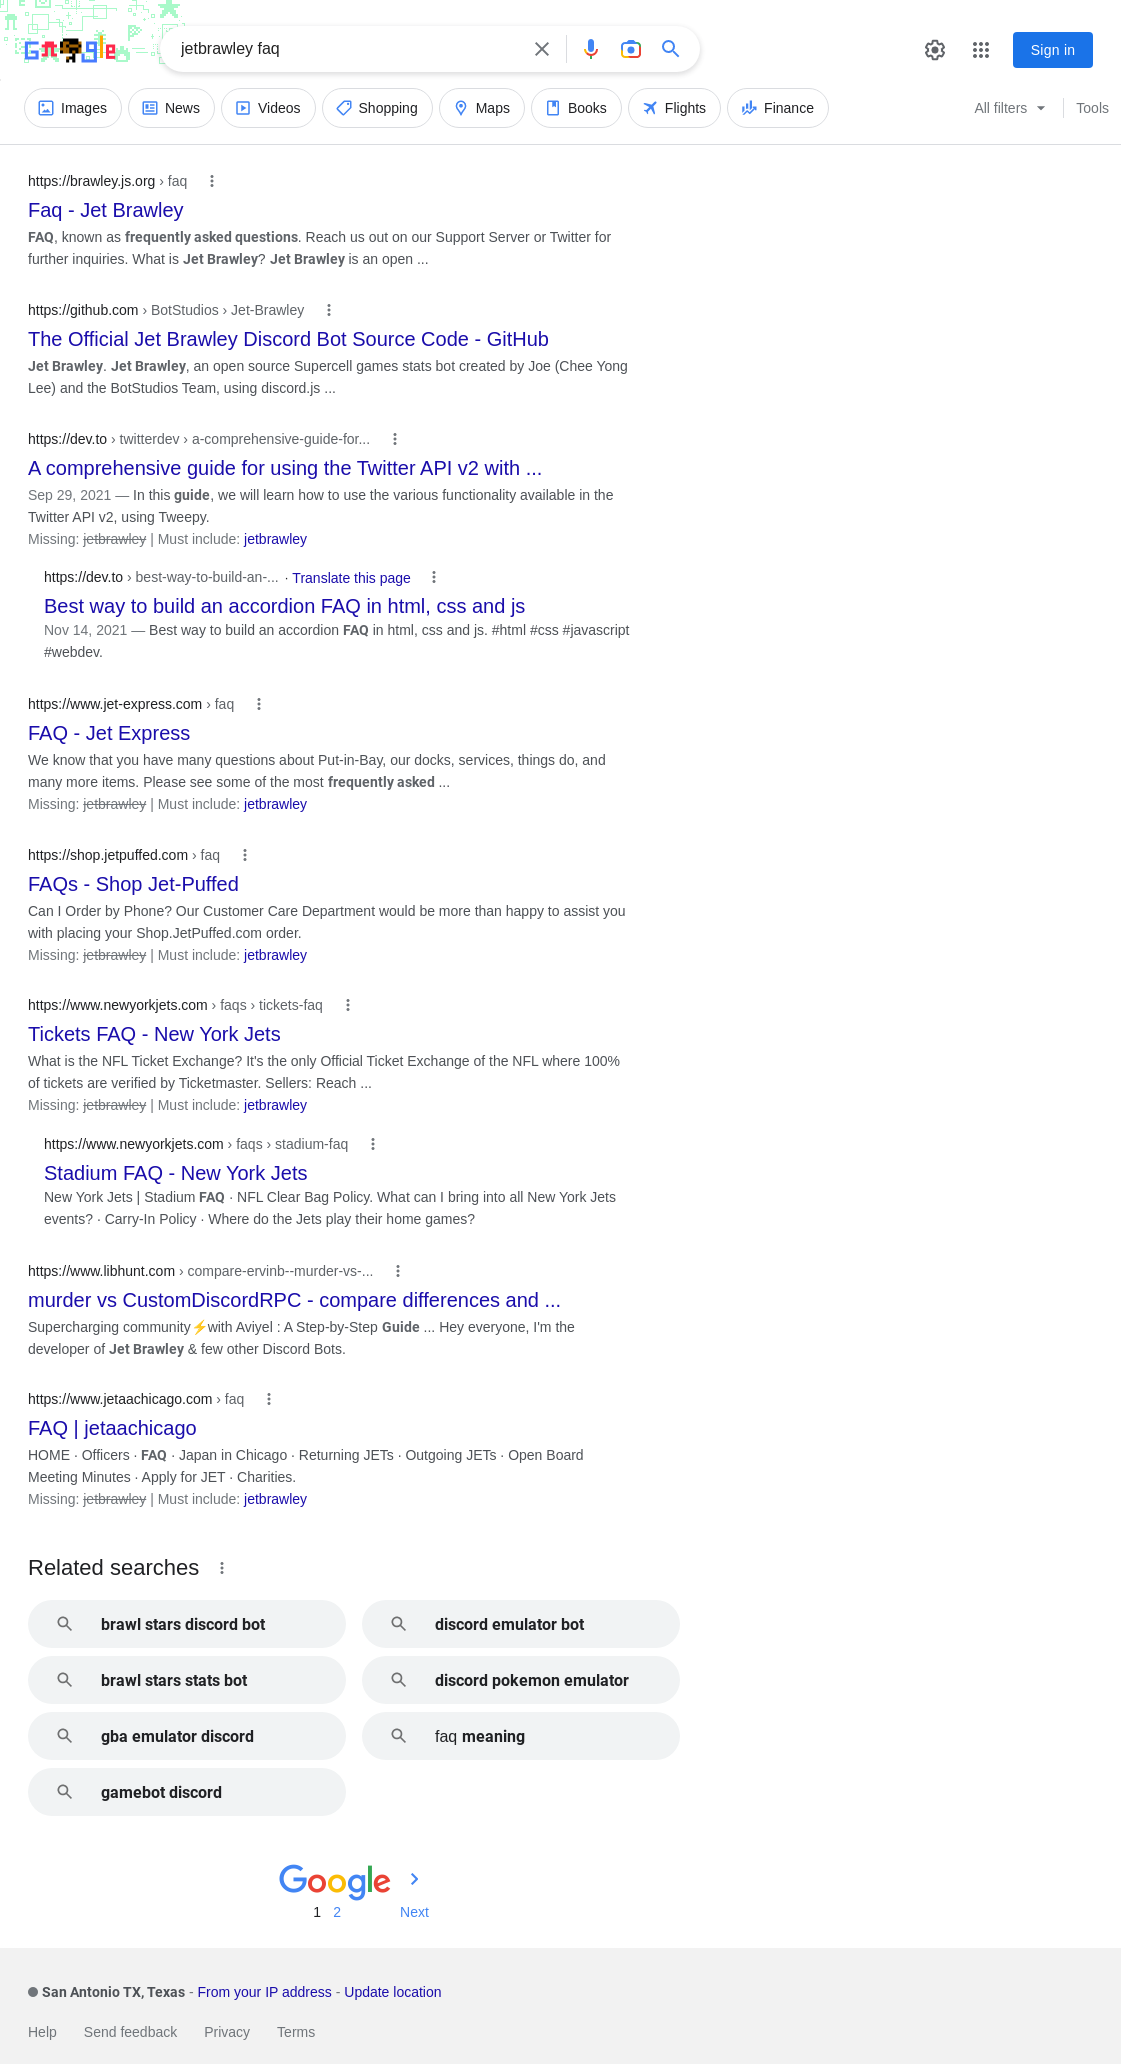 Google
jetbrawley faq
Sign in
Images
News
Videos
Shopping
Maps
Books
Flights
Finance
All filters
Tools
https://brawley.js.org › faq
Faq - Jet Brawley
FAQ, known as frequently asked questions. Reach us out on our Support Server or Twitter for
further inquiries. What is Jet Brawley? Jet Brawley is an open ...
https://github.com › BotStudios › Jet-Brawley
The Official Jet Brawley Discord Bot Source Code - GitHub
Jet Brawley. Jet Brawley, an open source Supercell games stats bot created by Joe (Chee Yong
Lee) and the BotStudios Team, using discord.js ...
https://dev.to › twitterdev › a-comprehensive-guide-for...
A comprehensive guide for using the Twitter API v2 with ...
Sep 29, 2021 — In this guide, we will learn how to use the various functionality available in the
Twitter API v2, using Tweepy.
Missing: jetbrawley | Must include: jetbrawley
https://dev.to › best-way-to-build-an-... · Translate this page
Best way to build an accordion FAQ in html, css and js
Nov 14, 2021 — Best way to build an accordion FAQ in html, css and js. #html #css #javascript
#webdev.
https://www.jet-express.com › faq
FAQ - Jet Express
We know that you have many questions about Put-in-Bay, our docks, services, things do, and
many more items. Please see some of the most frequently asked ...
Missing: jetbrawley | Must include: jetbrawley
https://shop.jetpuffed.com › faq
FAQs - Shop Jet-Puffed
Can I Order by Phone? Our Customer Care Department would be more than happy to assist you
with placing your Shop.JetPuffed.com order.
Missing: jetbrawley | Must include: jetbrawley
https://www.newyorkjets.com › faqs › tickets-faq
Tickets FAQ - New York Jets
What is the NFL Ticket Exchange? It's the only Official Ticket Exchange of the NFL where 100%
of tickets are verified by Ticketmaster. Sellers: Reach ...
Missing: jetbrawley | Must include: jetbrawley
https://www.newyorkjets.com › faqs › stadium-faq
Stadium FAQ - New York Jets
New York Jets | Stadium FAQ · NFL Clear Bag Policy. What can I bring into all New York Jets
events? · Carry-In Policy · Where do the Jets play their home games?
https://www.libhunt.com › compare-ervinb--murder-vs-...
murder vs CustomDiscordRPC - compare differences and ...
Supercharging community⚡with Aviyel : A Step-by-Step Guide ... Hey everyone, I'm the
developer of Jet Brawley & few other Discord Bots.
https://www.jetaachicago.com › faq
FAQ | jetaachicago
HOME · Officers · FAQ · Japan in Chicago · Returning JETs · Outgoing JETs · Open Board
Meeting Minutes · Apply for JET · Charities.
Missing: jetbrawley | Must include: jetbrawley
Related searches
brawl stars discord bot
discord emulator bot
brawl stars stats bot
discord pokemon emulator
gba emulator discord
faq meaning
gamebot discord
Google
1 2 Next
San Antonio TX, Texas - From your IP address - Update location
Help Send feedback Privacy Terms